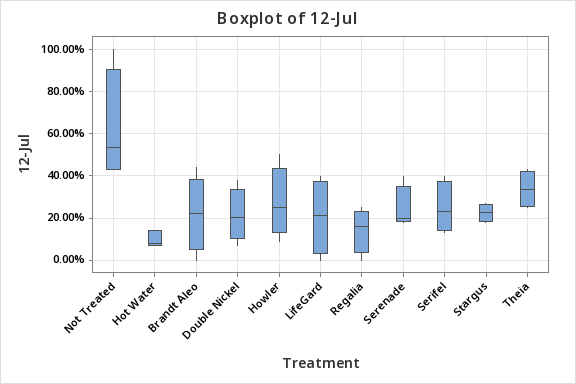 Boxplot of 12-Jul
12-Jul
100.00%
80.00%
60.00%
40.00%
20.00%
0.00%
Not Treated
Hot Water
Brandt Aleo
Double Nickel
Howler
LifeGard
Regalia
Serenade
Serifel
Stargus
Theia
Treatment